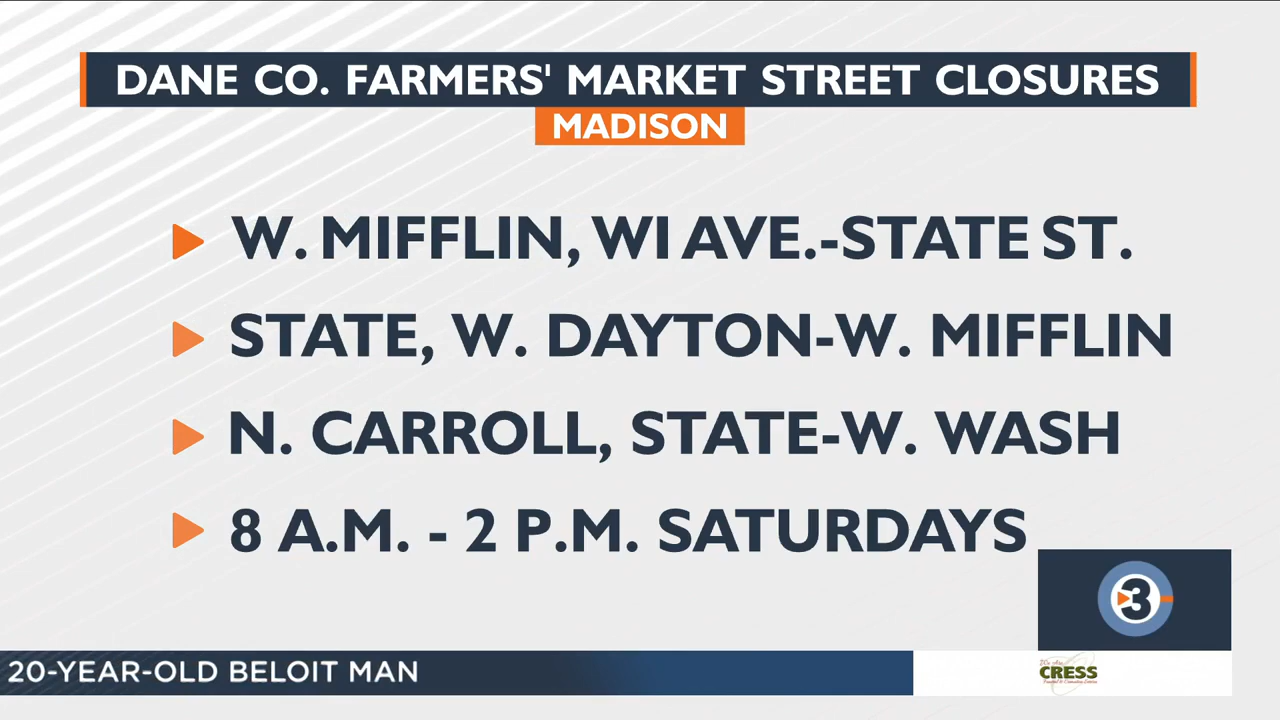 DANE CO. FARMERS' MARKET STREET CLOSURES
MADISON
W. MIFFLIN, WI AVE.-STATE ST.
STATE, W. DAYTON-W. MIFFLIN
N. CARROLL, STATE-W. WASH
8 A.M. - 2 P.M. SATURDAYS
3
20-YEAR-OLD BELOIT MAN
CRESS